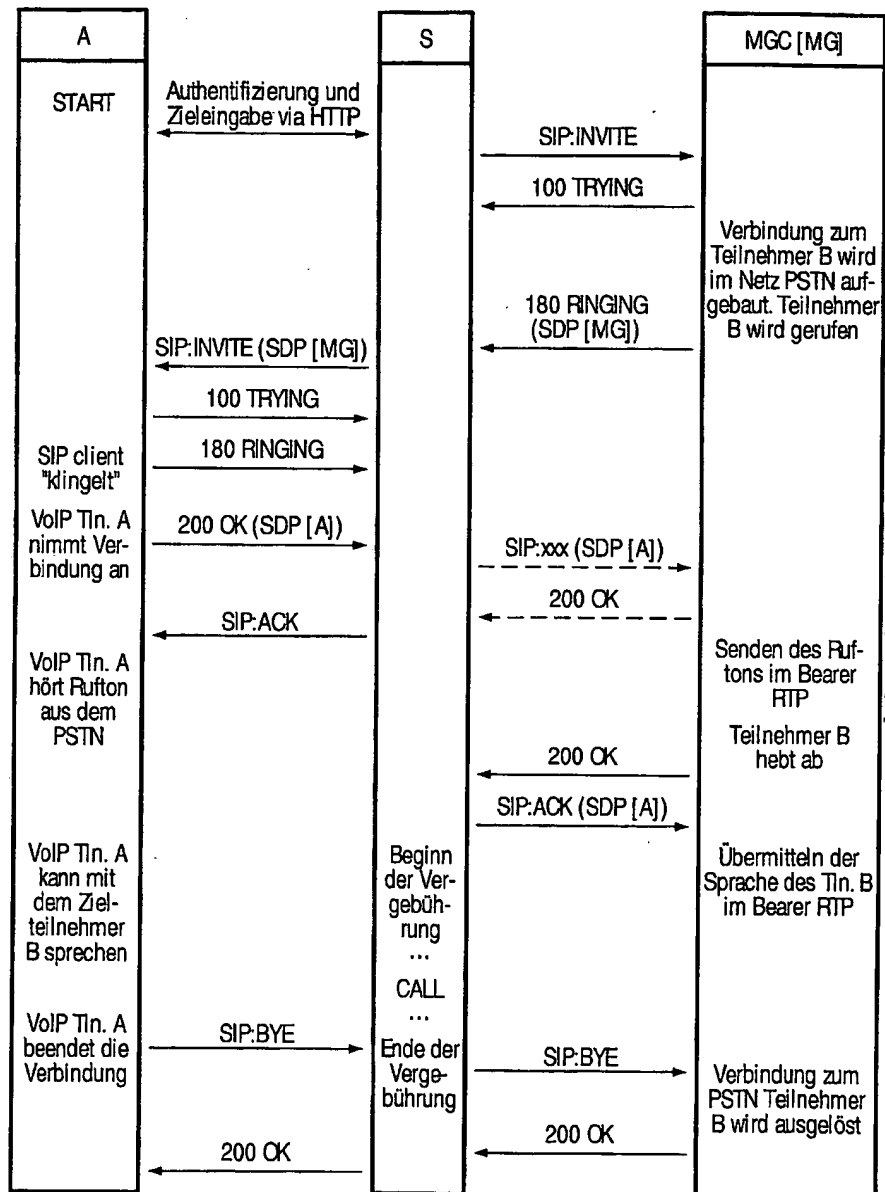 A
S
MGC [MG]
START
Authentifizierung und
Zieleingabe via HTTP
SIP:INVITE
100 TRYING
Verbindung zum
Teilnehmer B wird
im Netz PSTN auf-
gebaut. Teilnehmer
B wird gerufen
180 RINGING
(SDP [MG])
SIP:INVITE (SDP [MG])
100 TRYING
180 RINGING
SIP client
"klingelt"
VoIP Tln. A
nimmt Ver-
bindung an
200 OK (SDP [A])
SIP:xxx (SDP [A])
200 OK
SIP:ACK
VoIP Tln. A
hört Rufton
aus dem
PSTN
Senden des Ruf-
tons im Bearer
RTP
Teilnehmer B
hebt ab
200 OK
SIP:ACK (SDP [A])
VoIP Tln. A
kann mit
dem Ziel-
teilnehmer
B sprechen
Beginn
der Ver-
gebüh-
rung
...
CALL
...
Ende der
Verge-
bührung
Übermitteln der
Sprache des Tln. B
im Bearer RTP
VoIP Tln. A
beendet die
Verbindung
SIP:BYE
SIP:BYE
Verbindung zum
PSTN Teilnehmer
B wird ausgelöst
200 OK
200 OK